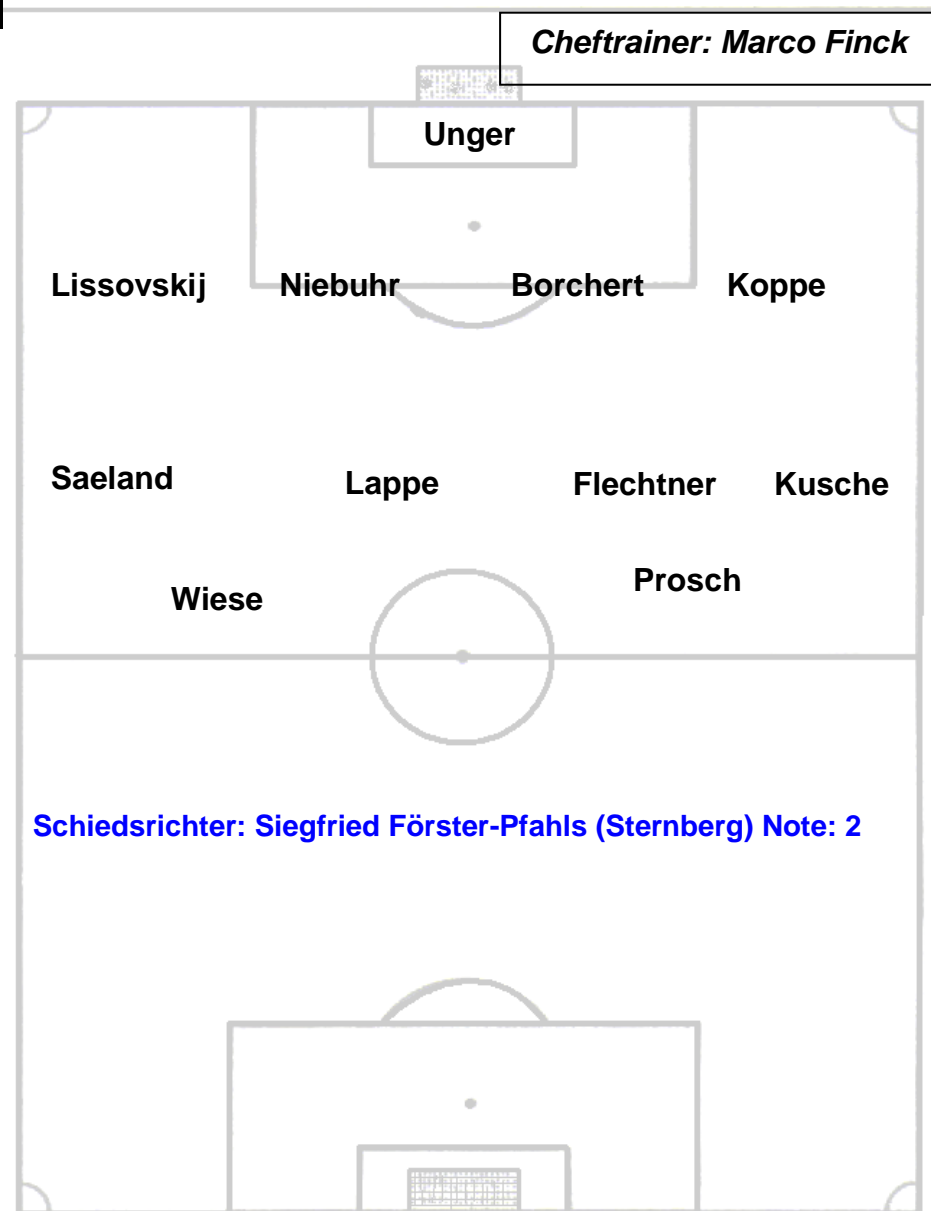 Cheftrainer: Marco Finck
Unger
Lissovskij Niebuhr Borchert Koppe
Saeland Lappe Flechtner Kusche
Wiese Prosch
Schiedsrichter: Siegfried Förster-Pfahls (Sternberg) Note: 2